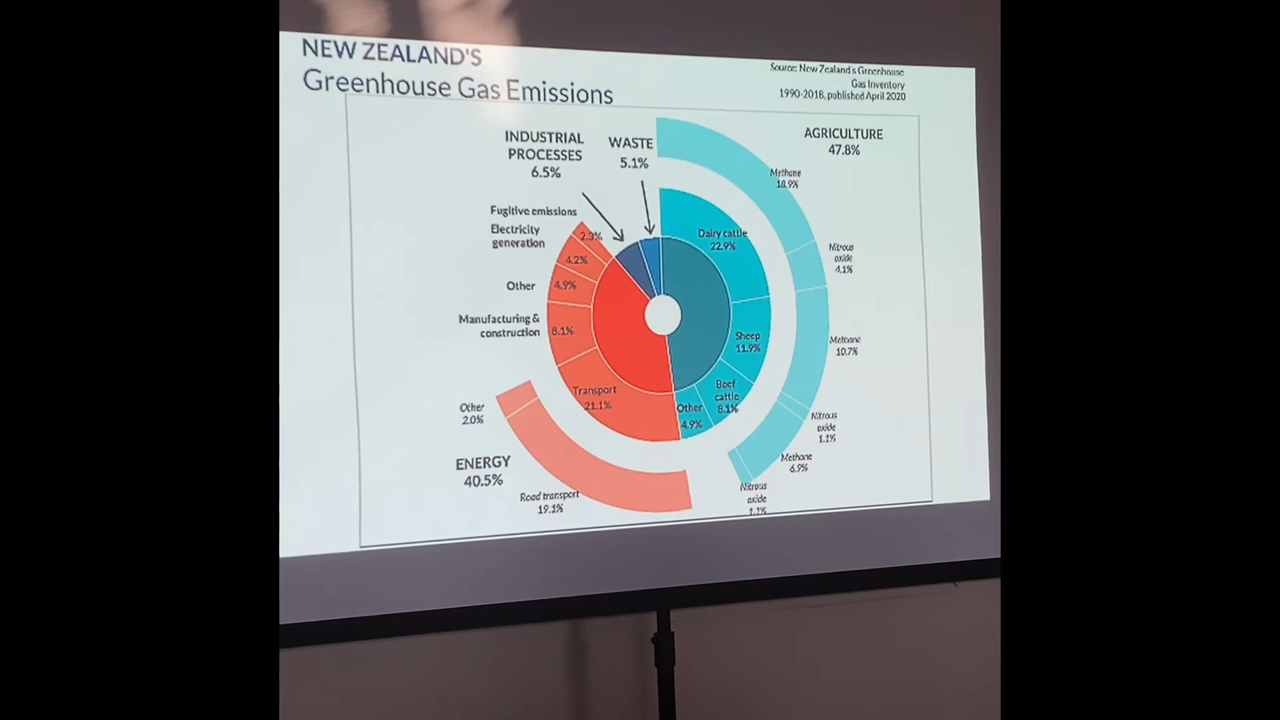 NEW ZEALAND'S
Greenhouse Gas Emissions
Source: New Zealand's Greenhouse
Gas Inventory
1990-2018, published April 2020
AGRICULTURE
47.8%
INDUSTRIAL
PROCESSES
6.5%
WASTE
5.1%
Methane
18.9%
Fugitive emissions
2.3%
Electricity
generation
4.2%
Dairy cattle
22.9%
Nitrous
oxide
4.1%
Other
4.9%
Manufacturing &
construction
8.1%
Sheep
11.9%
Methane
10.7%
Transport
21.1%
Beef
cattle
8.1%
Other
4.9%
Other
2.0%
Nitrous
oxide
1.1%
ENERGY
40.5%
Methane
6.9%
Road transport
19.1%
Nitrous
oxide
1.1%